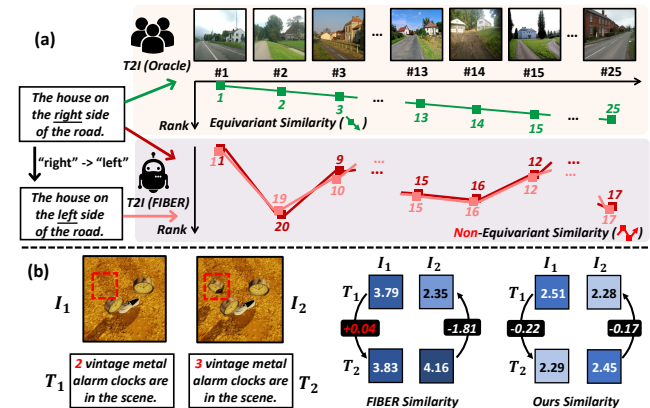 (a)
T2I (Oracle)
...
...
#1 #2 #3 #13 #14 #15 #25
The house on
the right side
of the road.
1 2 3 ... 13 14 15 ... 25
Rank
Equivariant Similarity ( )
"right" -> "left"
The house on
the left side
of the road.
T2I (FIBER)
1 20 9 ... 15 16 12 ... 17
1 19 10 ... 15 16 12 ... 17
Rank
Non-Equivariant Similarity ( )
(b)
I1
I2
T1
2 vintage metal
alarm clocks are
in the scene.
3 vintage metal
alarm clocks are
in the scene.
T2
I1 I2
T1 3.79 2.35
+0.04 -1.81
T2 3.83 4.16
FIBER Similarity
I1 I2
T1 2.51 2.28
-0.22 -0.17
T2 2.29 2.45
Ours Similarity